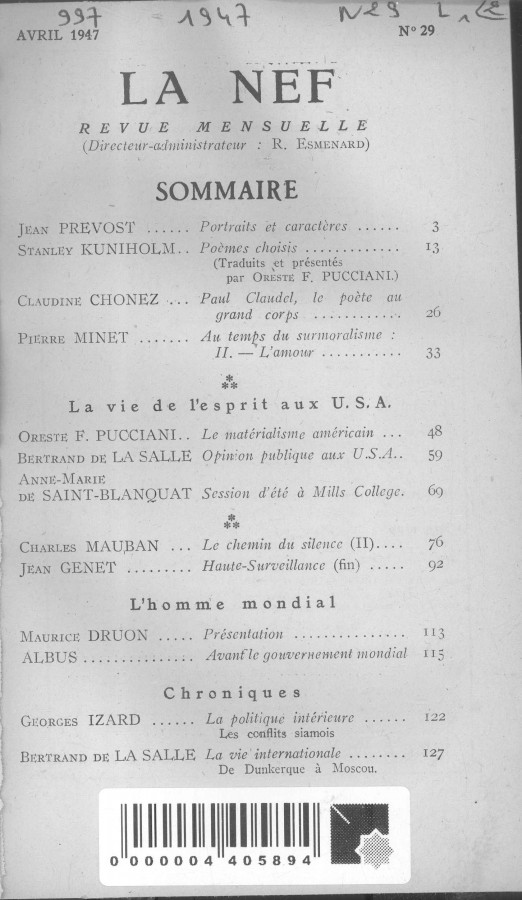 997 = 1947 N29
AVRIL 1947 N° 29
LA NEF
REVUE MENSUELLE
(Directeur-administrateur : R. ESMENARD)
SOMMAIRE
JEAN PREVOST ...... Portraits et caractères ...... 3
STANLEY KUNIHOLM.. Poèmes choisis ............. 13
(Traduits et présentés
par ORESTE F. PUCCIANI.)
CLAUDINE CHONEZ ... Paul Claudel, le poète au
grand corps ............ 26
PIERRE MINET ....... Au temps du surmoralisme :
II. — L'amour ........... 33
La vie de l'esprit aux U.S.A.
ORESTE F. PUCCIANI.. Le matérialisme américain ... 48
BERTRAND DE LA SALLE Opinion publique aux U.S.A.. 59
ANNE-MARIE
DE SAINT-BLANQUAT Session d'été à Mills College. 69
CHARLES MAUBAN ... Le chemin du silence (II).... 76
JEAN GENET ......... Haute-Surveillance (fin) ..... 92
L'homme mondial
MAURICE DRUON ..... Présentation ............... 113
ALBUS ............... Avant le gouvernement mondial 115
Chroniques
GEORGES IZARD ...... La politique intérieure ...... 122
Les conflits siamois
BERTRAND DE LA SALLE La vie internationale ........ 127
De Dunkerque à Moscou.
0 000004 405894